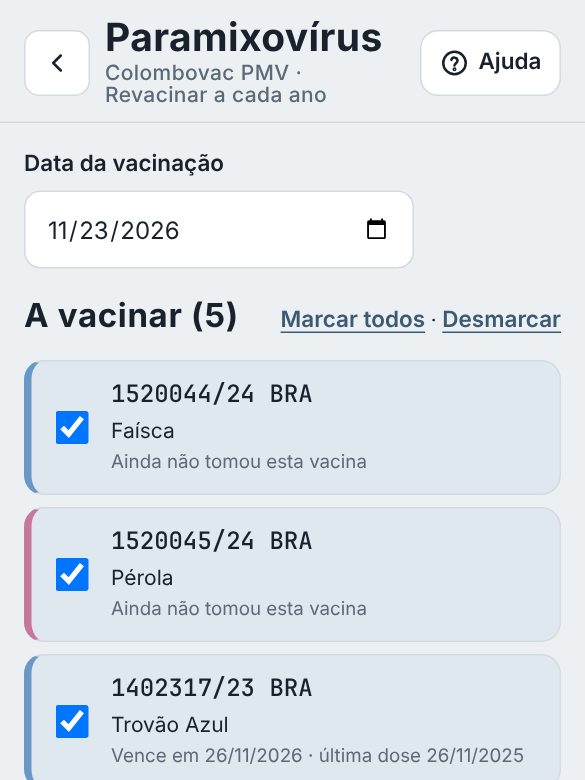 Paramixovírus
Colombovac PMV ·
Revacinar a cada ano
Ajuda
Data da vacinação
11/23/2026
A vacinar (5)
Marcar todos · Desmarcar
1520044/24 BRA
Faísca
Ainda não tomou esta vacina
1520045/24 BRA
Pérola
Ainda não tomou esta vacina
1402317/23 BRA
Trovão Azul
Vence em 26/11/2026 · última dose 26/11/2025